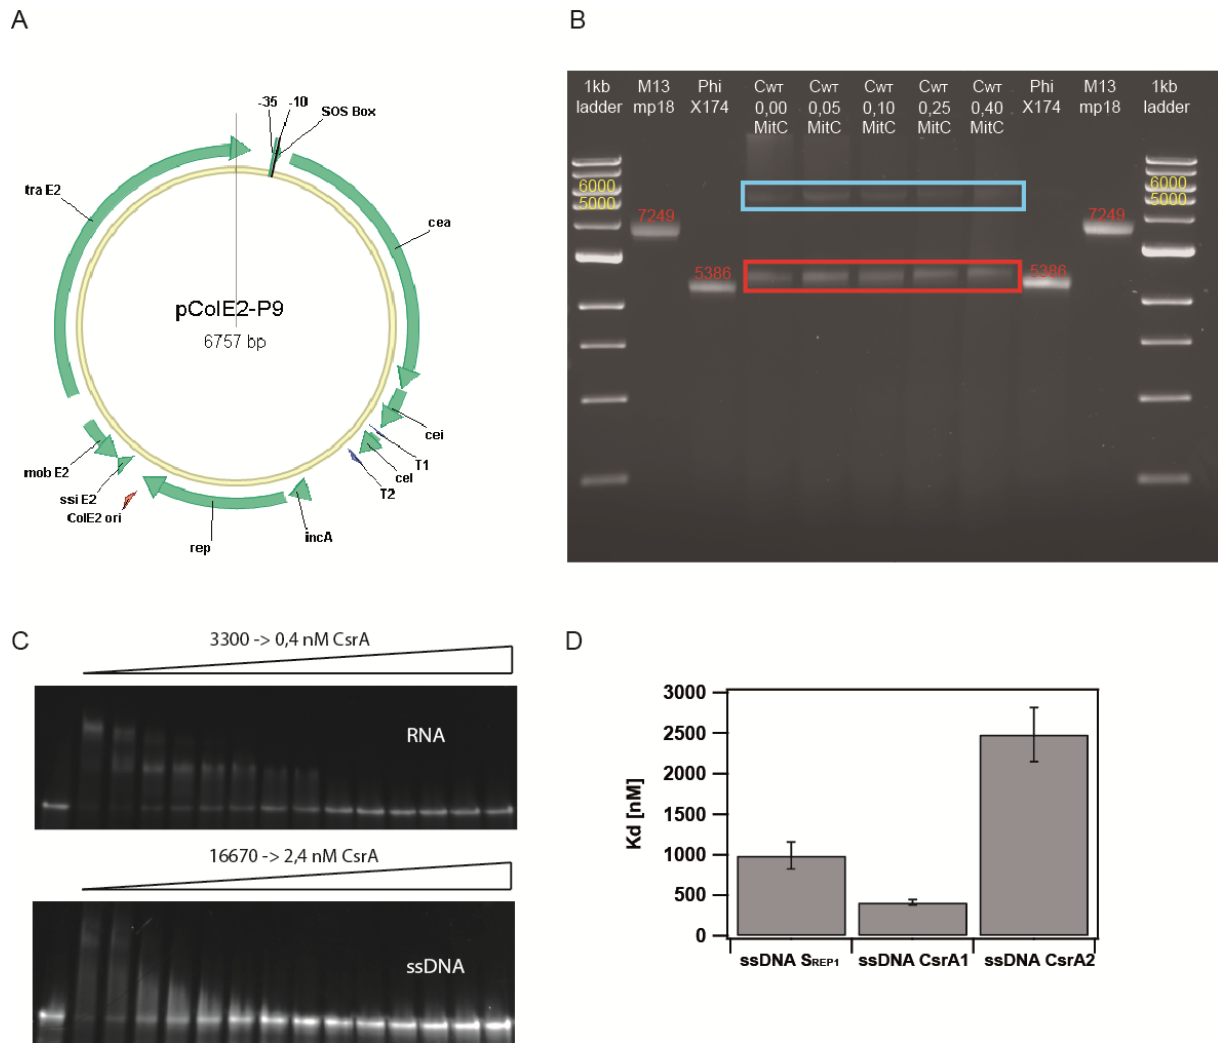 A
-35
-10
SOS Box
tra E2
cea
pColE2-P9
6757 bp
cei
T1
cel
T2
mob E2
ssi E2
ColE2 ori
rep
incA
B
1kb ladder
M13 mp18
Phi X174
CWT 0,00 MitC
CWT 0,05 MitC
CWT 0,10 MitC
CWT 0,25 MitC
CWT 0,40 MitC
Phi X174
M13 mp18
1kb ladder
6000
5000
7249
5386
5386
7249
6000
5000
C
3300 -> 0,4 nM CsrA
RNA
16670 -> 2,4 nM CsrA
ssDNA
D
Kd [nM]
3000
2500
2000
1500
1000
500
0
ssDNA SREP1
ssDNA CsrA1
ssDNA CsrA2